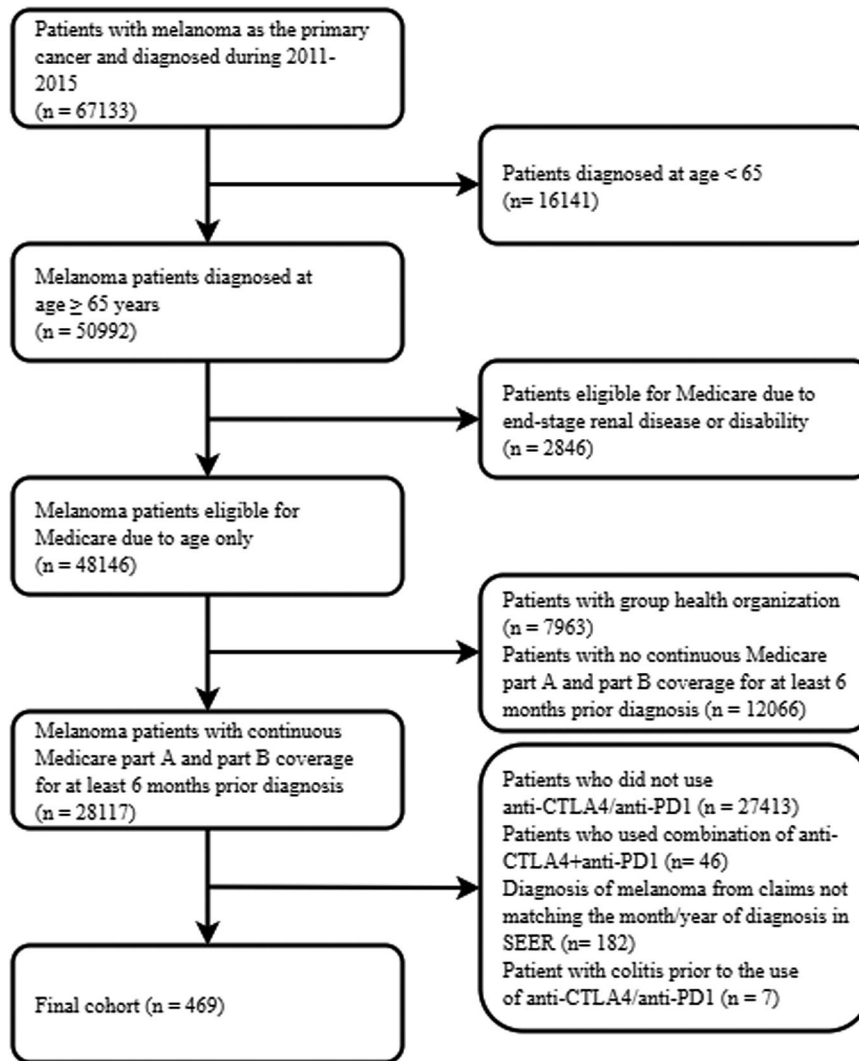 Patients with melanoma as the primary
cancer and diagnosed during 2011-
2015
(n = 67133)
Patients diagnosed at age < 65
(n= 16141)
Melanoma patients diagnosed at
age ≥ 65 years
(n = 50992)
Patients eligible for Medicare due to
end-stage renal disease or disability
(n = 2846)
Melanoma patients eligible for
Medicare due to age only
(n = 48146)
Patients with group health organization
(n = 7963)
Patients with no continuous Medicare
part A and part B coverage for at least 6
months prior diagnosis (n = 12066)
Melanoma patients with continuous
Medicare part A and part B coverage
for at least 6 months prior diagnosis
(n = 28117)
Patients who did not use
anti-CTLA4/anti-PD1 (n = 27413)
Patients who used combination of anti-
CTLA4+anti-PD1 (n= 46)
Diagnosis of melanoma from claims not
matching the month/year of diagnosis in
SEER (n= 182)
Patient with colitis prior to the use
of anti-CTLA4/anti-PD1 (n = 7)
Final cohort (n = 469)